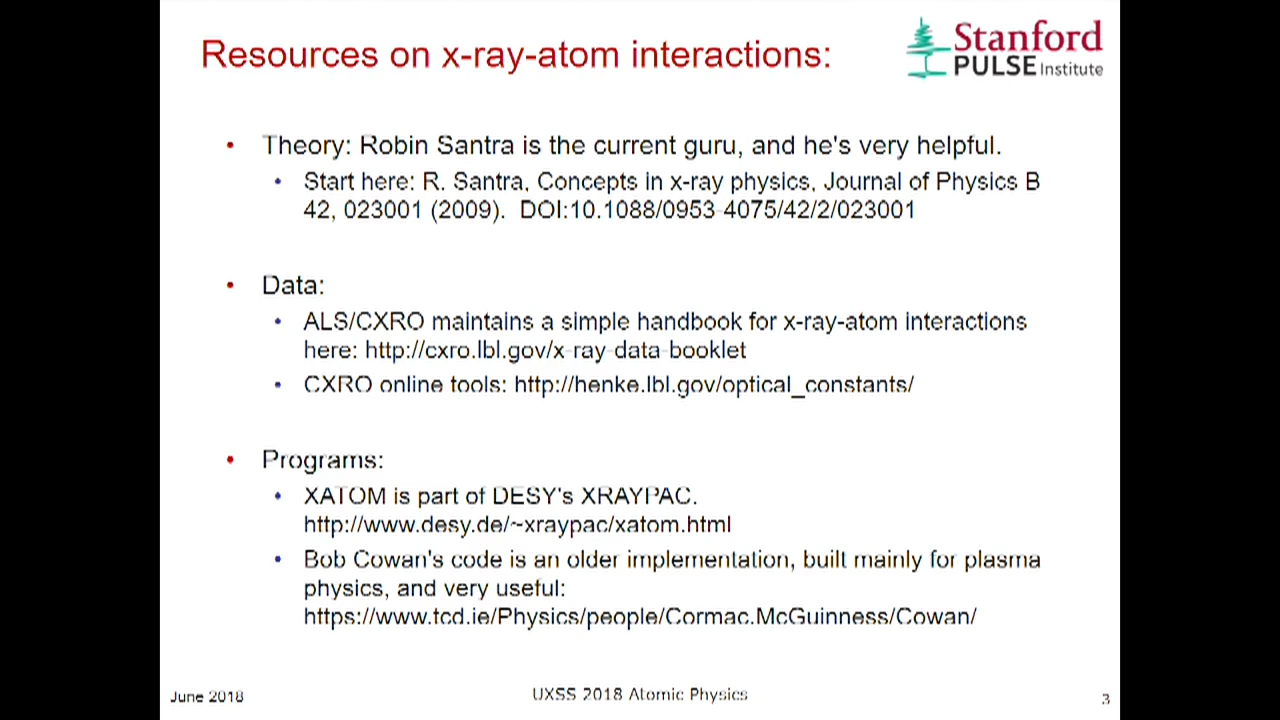 Resources on x-ray-atom interactions:
Stanford
PULSE Institute
• Theory: Robin Santra is the current guru, and he's very helpful.
• Start here: R. Santra, Concepts in x-ray physics, Journal of Physics B
42, 023001 (2009). DOI:10.1088/0953-4075/42/2/023001
• Data:
• ALS/CXRO maintains a simple handbook for x-ray-atom interactions
here: http://cxro.lbl.gov/x-ray-data-booklet
• CXRO online tools: http://henke.lbl.gov/optical_constants/
• Programs:
• XATOM is part of DESY's XRAYPAC.
http://www.desy.de/~xraypac/xatom.html
• Bob Cowan's code is an older implementation, built mainly for plasma
physics, and very useful:
https://www.tcd.ie/Physics/people/Cormac.McGuinness/Cowan/
June 2018
UXSS 2018 Atomic Physics
3